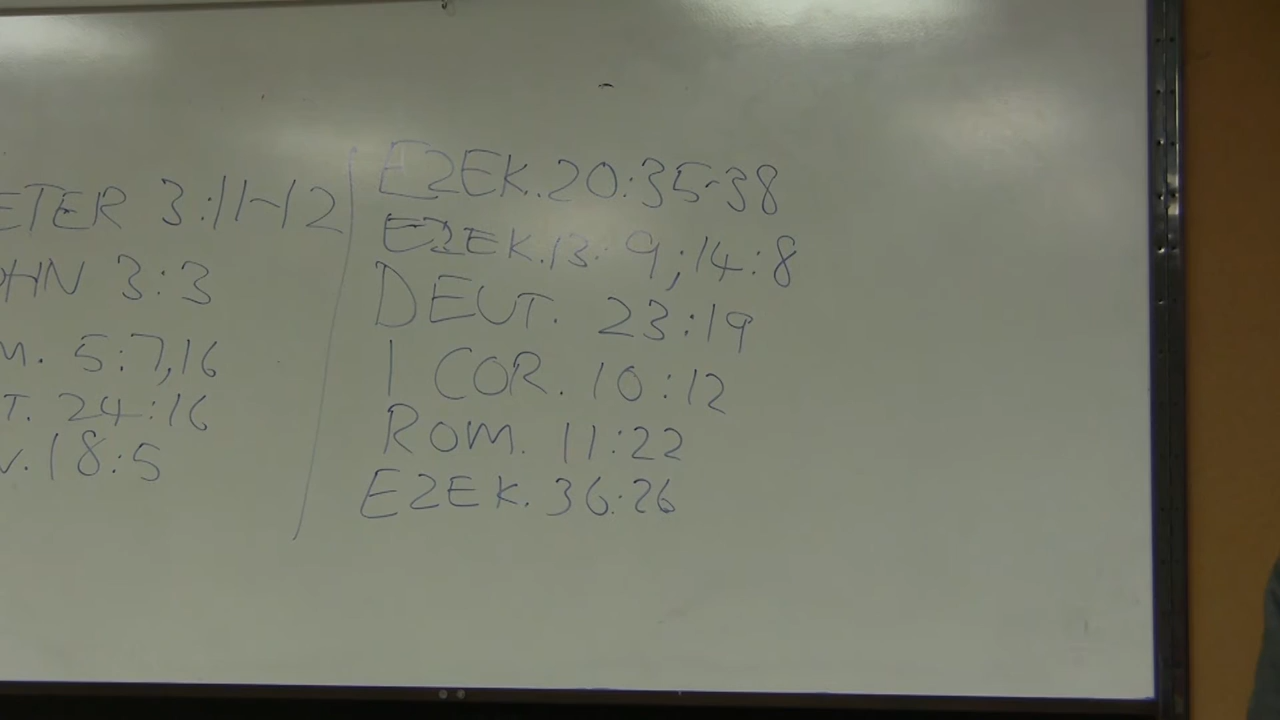 ETER 3:11-12
OHN 3:3
M. 5:7,16
T. 24:16
V. 18:5
EZEK. 20:35-38
EZEK. 13:9;14:8
DEUT. 23:19
1 COR. 10:12
ROM. 11:22
EZEK. 36:26